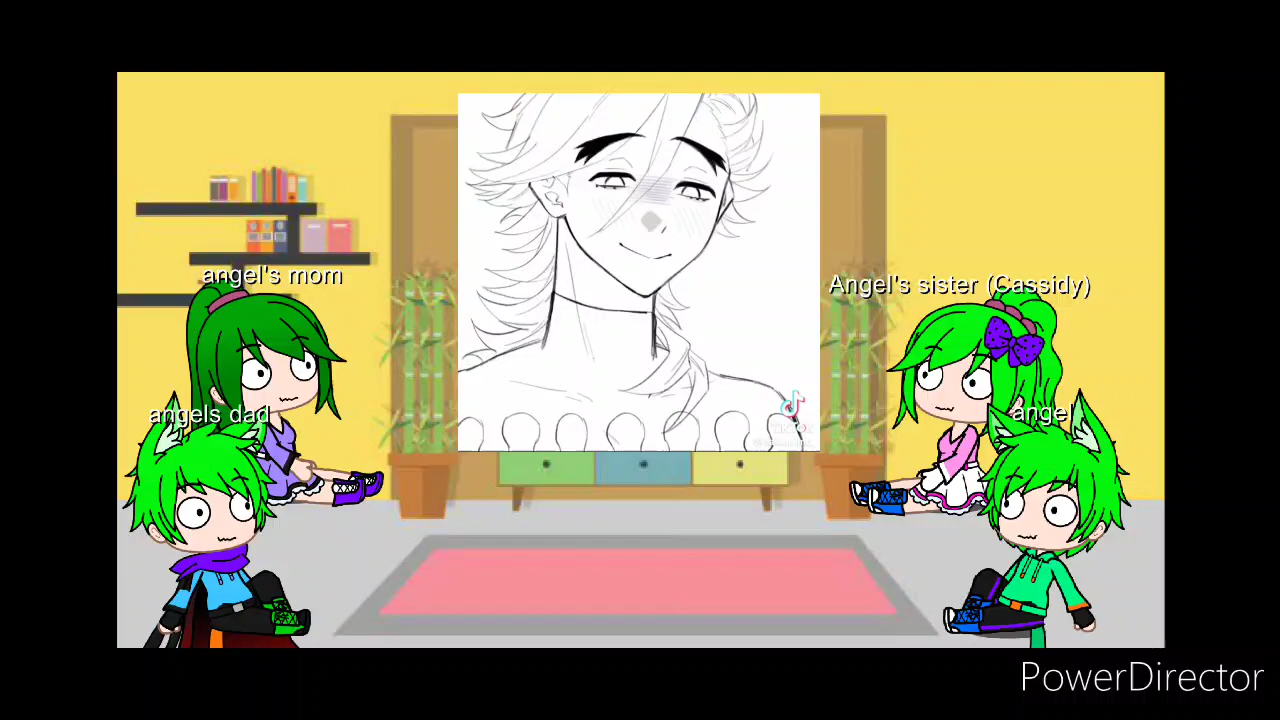 angel's mom
Angel's sister (Cassidy)
angels dad
angel
PowerDirector